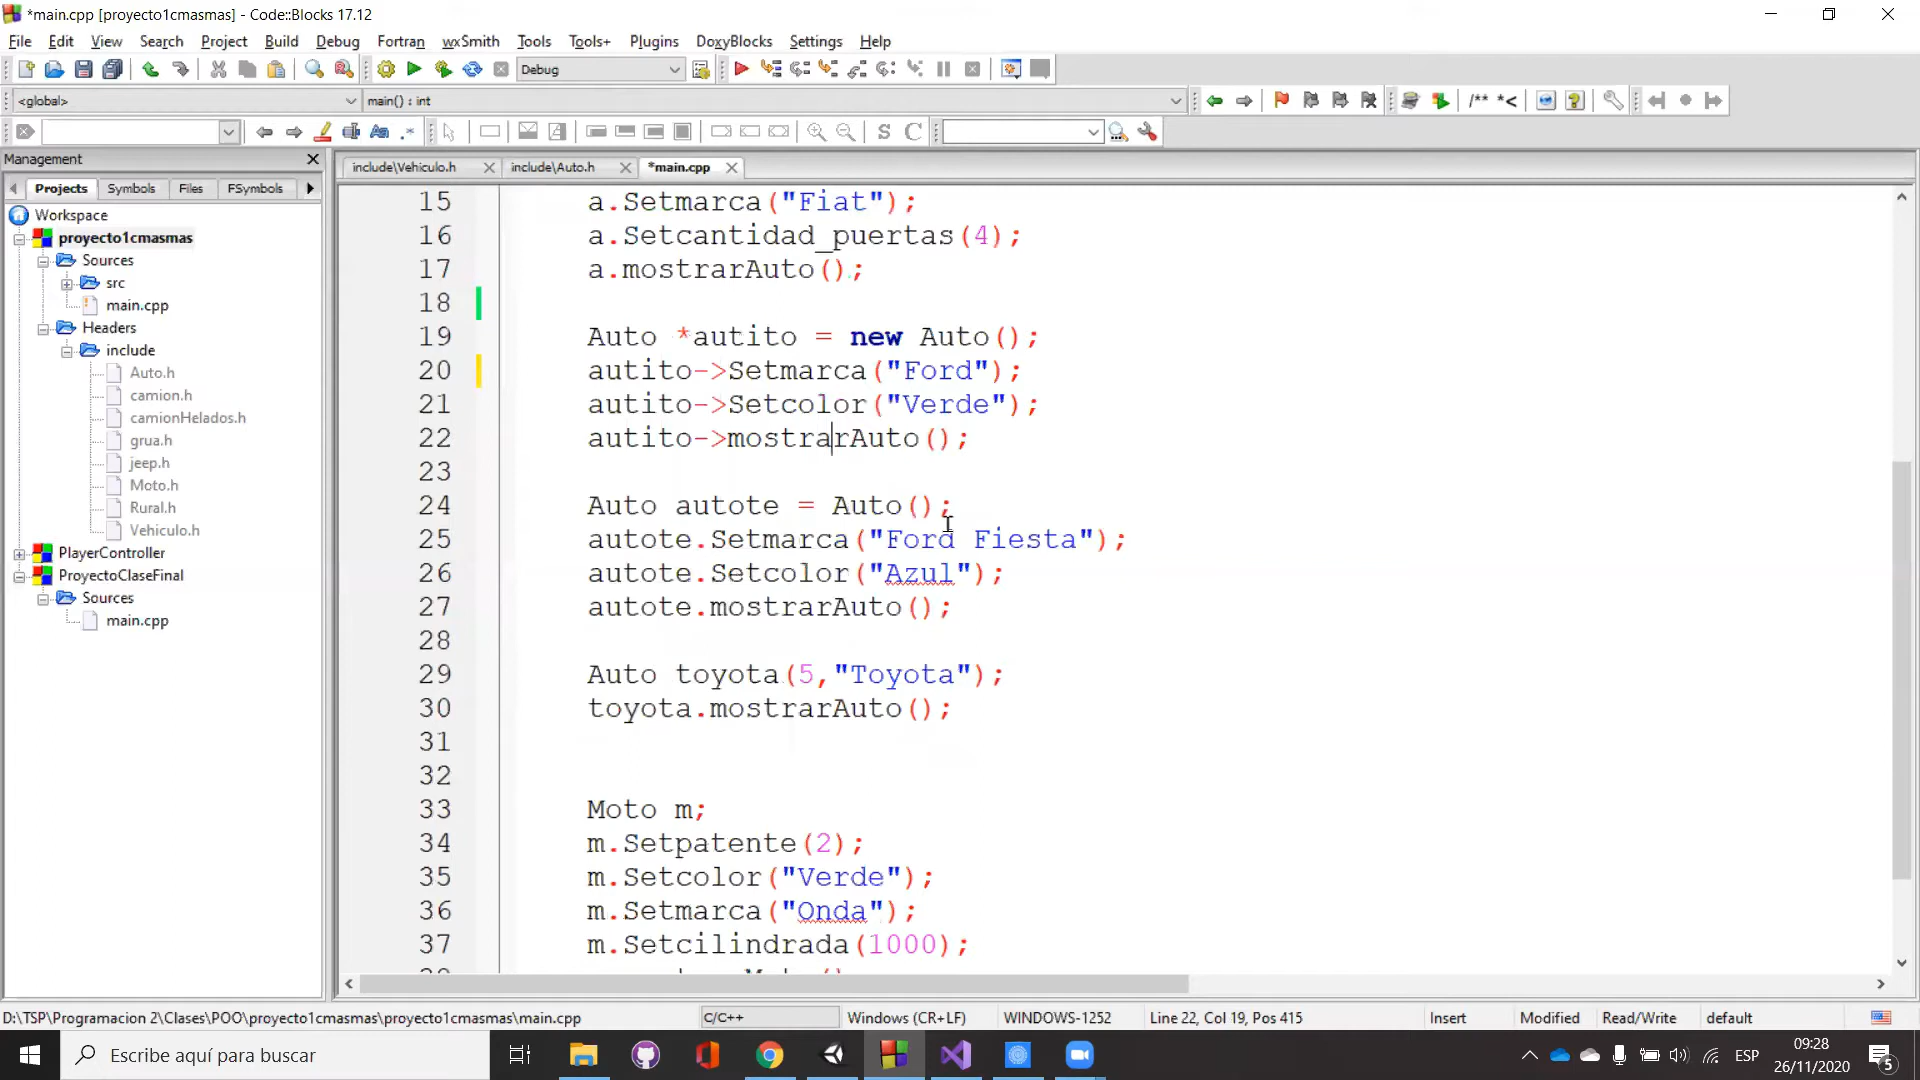 *main.cpp [proyecto1cmasmas] - Code::Blocks 17.12
File Edit View Search Project Build Debug Fortran wxSmith Tools Tools+ Plugins DoxyBlocks Settings Help
Debug
<global> main() : int
/** *<
S C
Management
Projects Symbols Files FSymbols
include\Vehiculo.h include\Auto.h *main.cpp
Workspace
proyecto1cmasmas
Sources
src
main.cpp
Headers
include
Auto.h
camion.h
camionHelados.h
grua.h
jeep.h
Moto.h
Rural.h
Vehiculo.h
PlayerController
ProyectoClaseFinal
Sources
main.cpp
15 a.Setmarca("Fiat");
16 a.Setcantidad_puertas(4);
17 a.mostrarAuto();
18
19 Auto *autito = new Auto();
20 autito->Setmarca("Ford");
21 autito->Setcolor("Verde");
22 autito->mostrarAuto();
23
24 Auto autote = Auto();
25 autote.Setmarca("Ford Fiesta");
26 autote.Setcolor("Azul");
27 autote.mostrarAuto();
28
29 Auto toyota(5,"Toyota");
30 toyota.mostrarAuto();
31
32
33 Moto m;
34 m.Setpatente(2);
35 m.Setcolor("Verde");
36 m.Setmarca("Onda");
37 m.Setcilindrada(1000);
D:\TSP\Programacion 2\Clases\POO\proyecto1cmasmas\proyecto1cmasmas\main.cpp C/C++ Windows (CR+LF) WINDOWS-1252 Line 22, Col 19, Pos 415 Insert Modified Read/Write default
Escribe aquí para buscar
ESP
09:28
26/11/2020
5